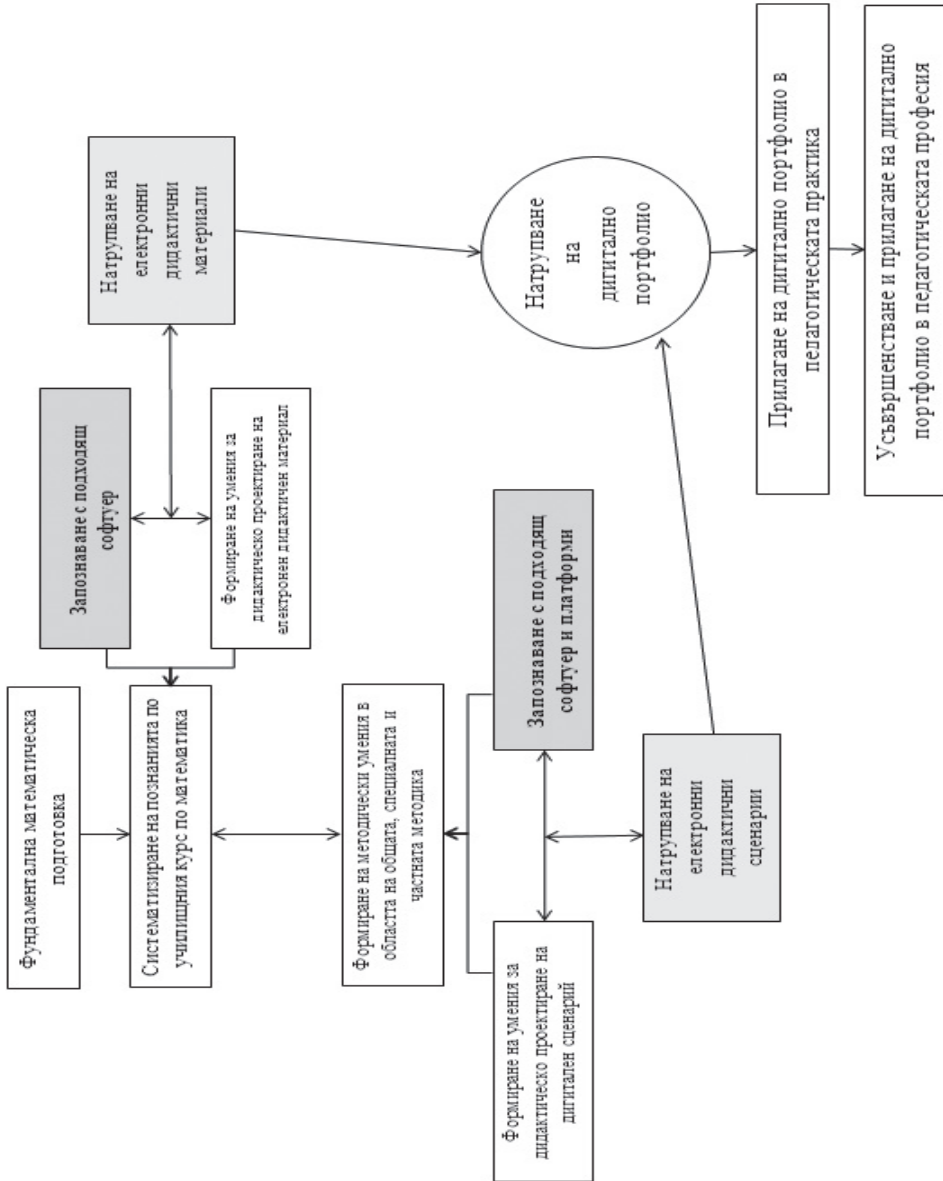 Фундаментална математическа
подготовка
Систематизиране на познанията по
училищния курс по математика
Запознаване с подходящ
софтуер
Формиране на умения за
дидактическо проектиране на
електронен дидактичен материал
Натрупване на
електронни
дидактични
материали
Формиране на методически умения в
областта на общата, специалната и
частната методика
Формиране на умения за
дидактическо проектиране на
дигитален сценарий
Запознаване с подходящ
софтуер и платформи
Натрупване на
електронни
дидактични
сценарии
Натрупване
на
дигитално
портфолио
Прилагане на дигитално портфолио в
педагогическата практика
Усъвършенстване и прилагане на дигитално
портфолио в педагогическата професия